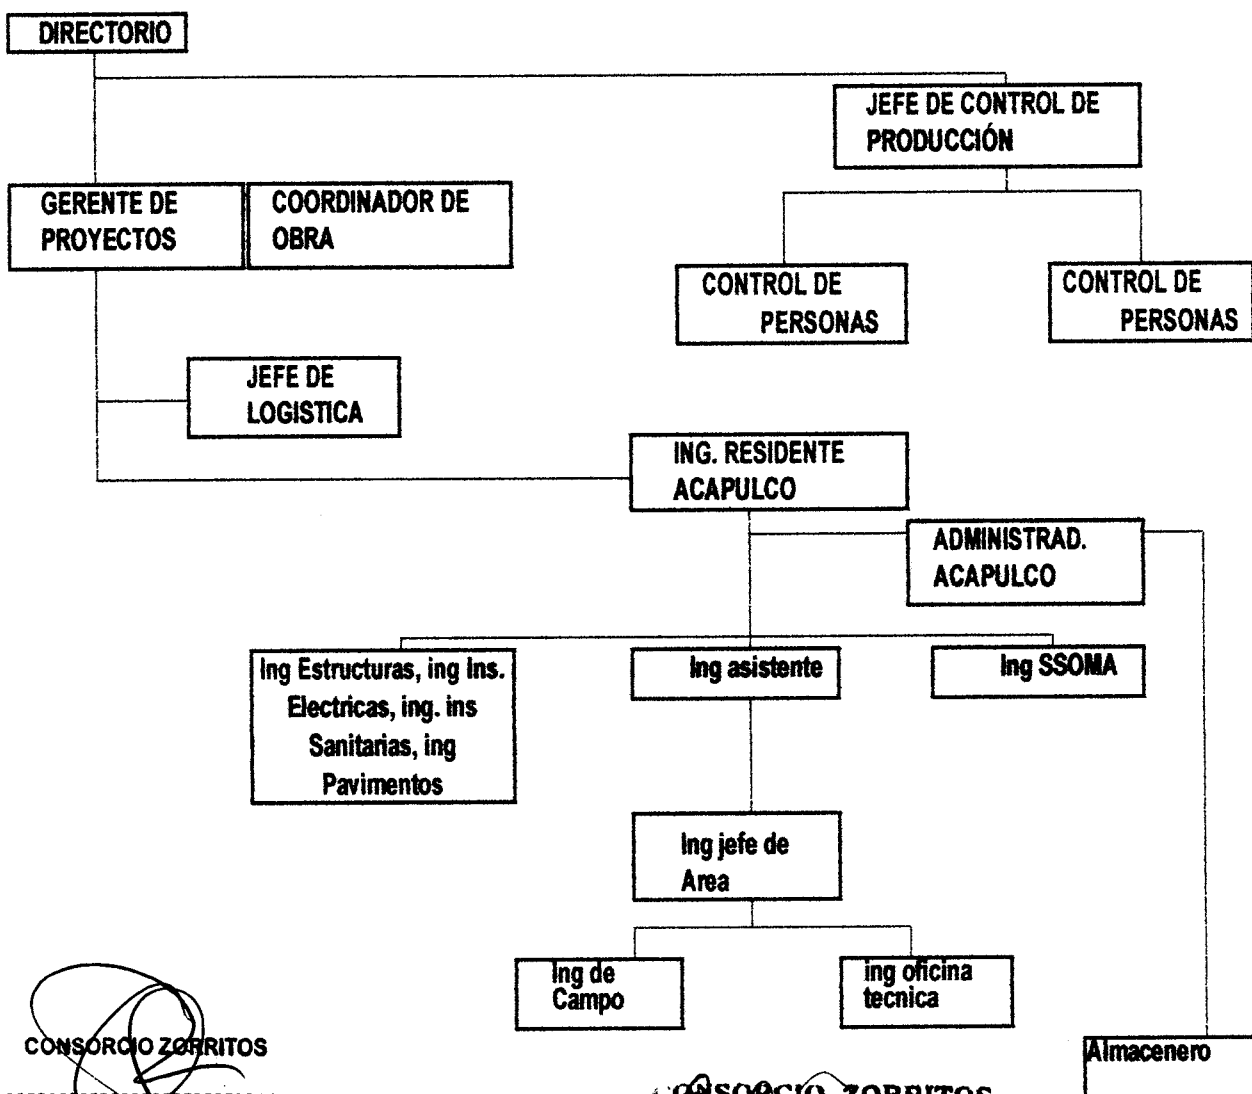 DIRECTORIO
JEFE DE CONTROL DE
PRODUCCIÓN
GERENTE DE
PROYECTOS
COORDINADOR DE
OBRA
CONTROL DE
PERSONAS
CONTROL DE
PERSONAS
JEFE DE
LOGISTICA
ING. RESIDENTE
ACAPULCO
ADMINISTRAD.
ACAPULCO
Ing Estructuras, ing Ins.
Electricas, ing. ins
Sanitarias, ing
Pavimentos
Ing asistente
Ing SSOMA
Ing jefe de
Area
Ing de
Campo
ing oficina
tecnica
CONSORCIO ZORRITOS
Almacenero
CONSORCIO ZORRITOS